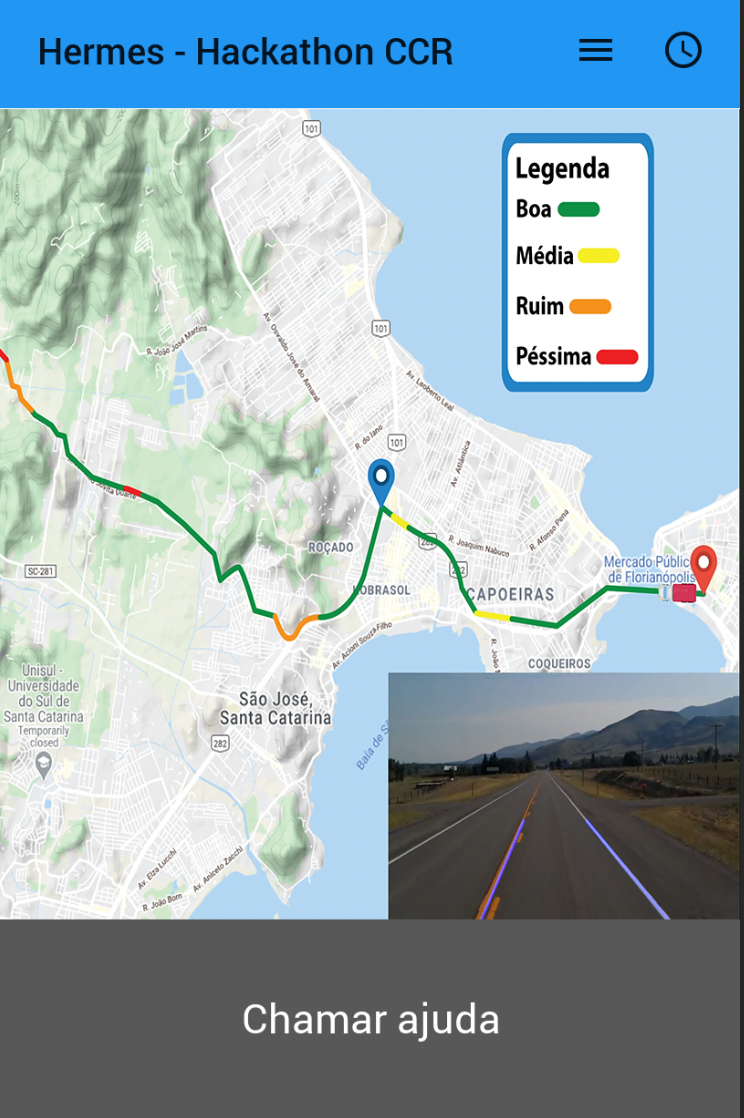 Hermes - Hackathon CCR
101
Legenda
Boa
Média
Ruim
Péssima
R. João José Martins
Av. Osvaldo José do Amaral
101
Av. Leoberto Leal
R. do Iano
101
Av. Atlântica
R. Afonso Pena
R. Joaquim Nabuco
282
282
ROÇADO
KOBRASOL
CAPOEIRAS
Mercado Públic
de Florianópolis
SC-281
Av. Acioni Souza Filho
R. João
COQUEIROS
Unisul -
Universidade
do Sul de
Santa Catarina
Temporarily
closed
São José,
Santa Catarina
282
Baía de S
Av. Elza Lucchi
Av. Aniceto Zacchi
R. João Born
Chamar ajuda